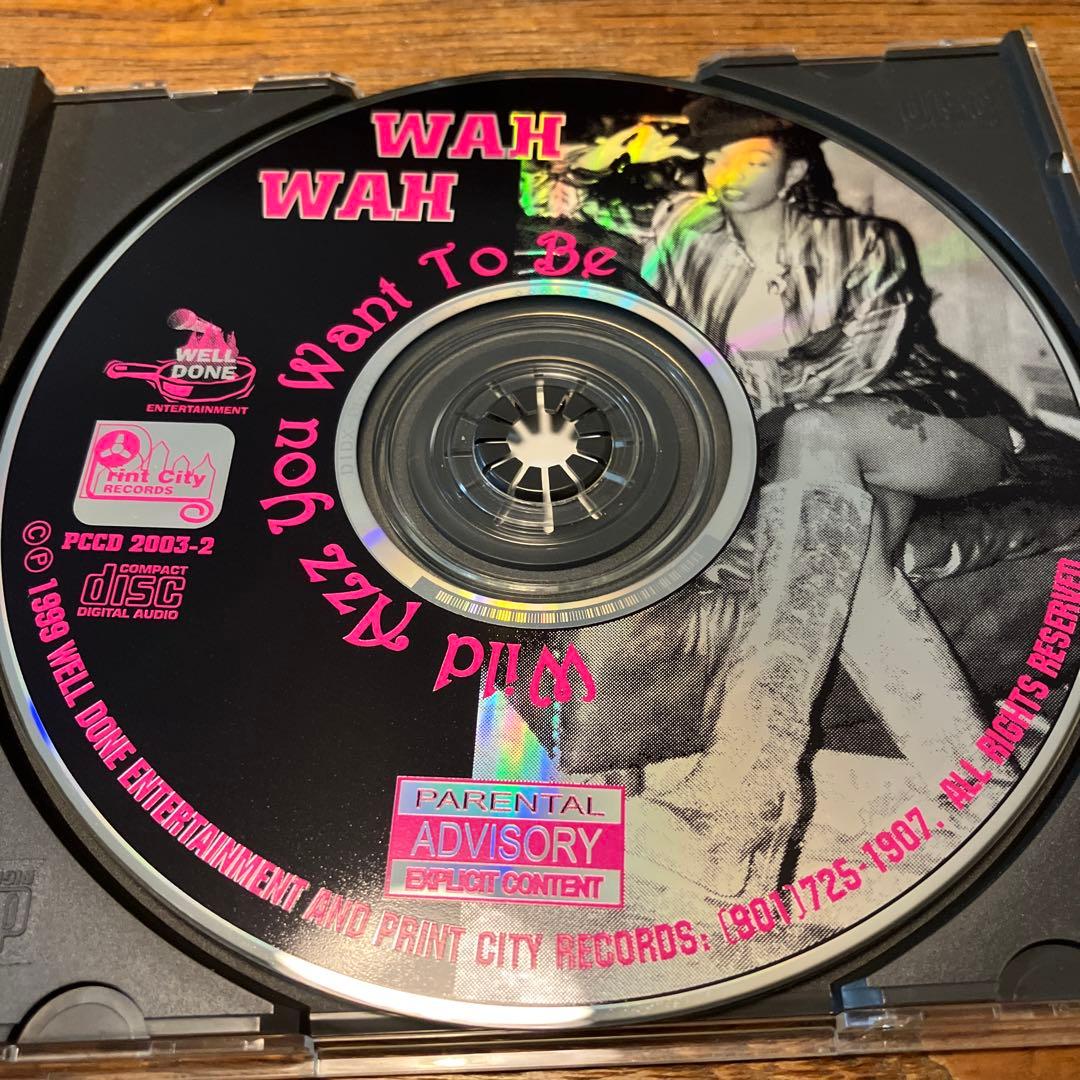 WAH
WAH
Wild Azz You Want To Be
WELL
DONE
ENTERTAINMENT
Print City
RECORDS
PCCD 2003-2
COMPACT
disc
DIGITAL AUDIO
PARENTAL
ADVISORY
EXPLICIT CONTENT
©℗ 1999 WELL DONE ENTERTAINMENT AND PRINT CITY RECORDS: (901)725-1907. ALL RIGHTS RESERVED